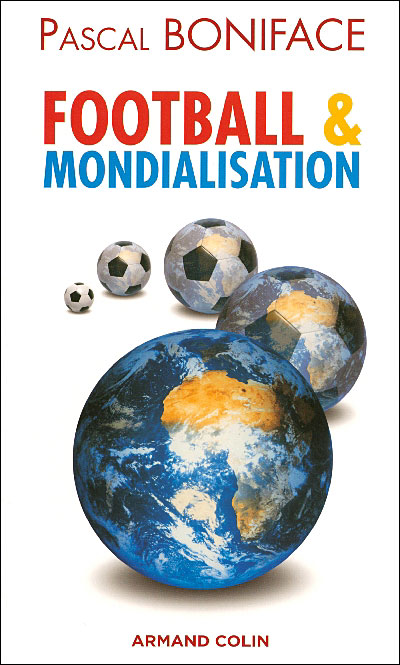 PASCAL BONIFACE
FOOTBALL &
MONDIALISATION
ARMAND COLIN